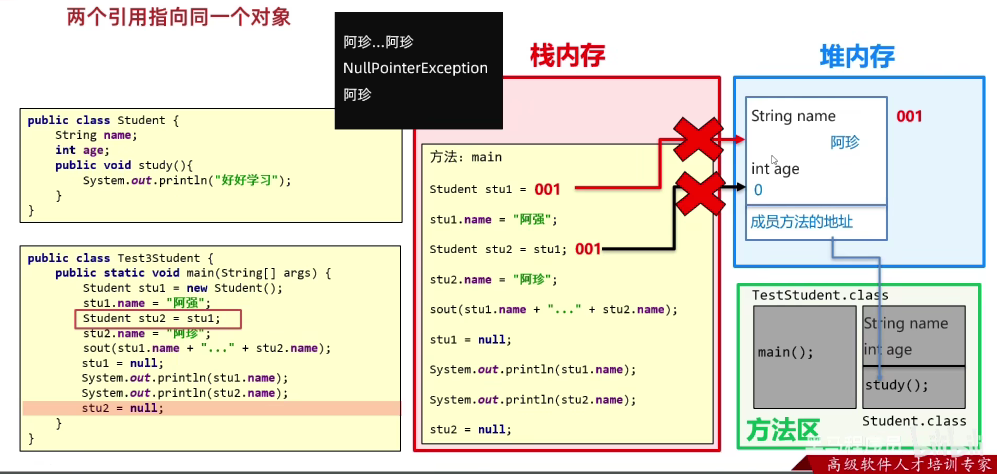 两个引用指向同一个对象
阿珍...阿珍
NullPointerException
阿珍
栈内存
堆内存
public class Student {
String name;
int age;
public void study(){
System.out.println("好好学习");
}
}
public class Test3Student {
public static void main(String[] args) {
Student stu1 = new Student();
stu1.name = "阿强";
Student stu2 = stu1;
stu2.name = "阿珍";
sout(stu1.name + "..." + stu2.name);
stu1 = null;
System.out.println(stu1.name);
System.out.println(stu2.name);
stu2 = null;
}
}
方法：main
Student stu1 = 001
stu1.name = "阿强";
Student stu2 = stu1; 001
stu2.name = "阿珍";
sout(stu1.name + "..." + stu2.name);
stu1 = null;
System.out.println(stu1.name);
System.out.println(stu2.name);
stu2 = null;
String name
阿珍
int age
0
成员方法的地址
001
TestStudent.class
main();
String name
int age
study();
Student.class
方法区
高级软件人才培训专家